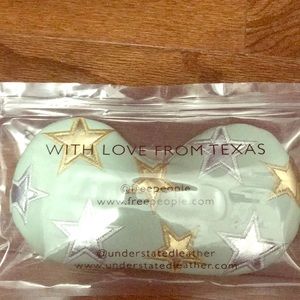 WITH LOVE FROM TEXAS
@freepeople
www.freepeople.com
@understatedleather
www.understatedleather.com